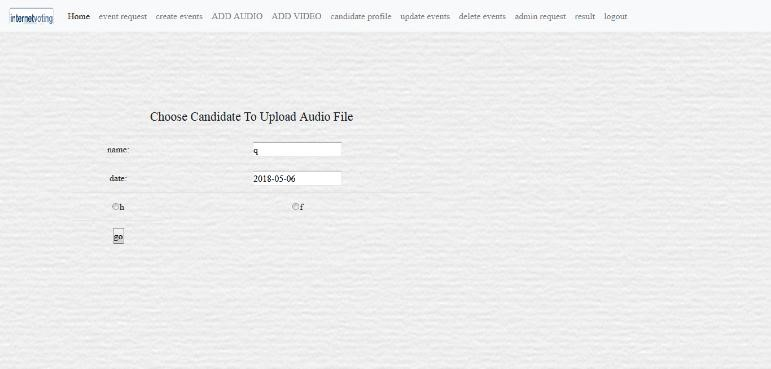 internetvoting Home event request create events ADD AUDIO ADD VIDEO candidate profile update events delete events admin request result logout
Choose Candidate To Upload Audio File
name: q
date: 2018-05-06
h f
go